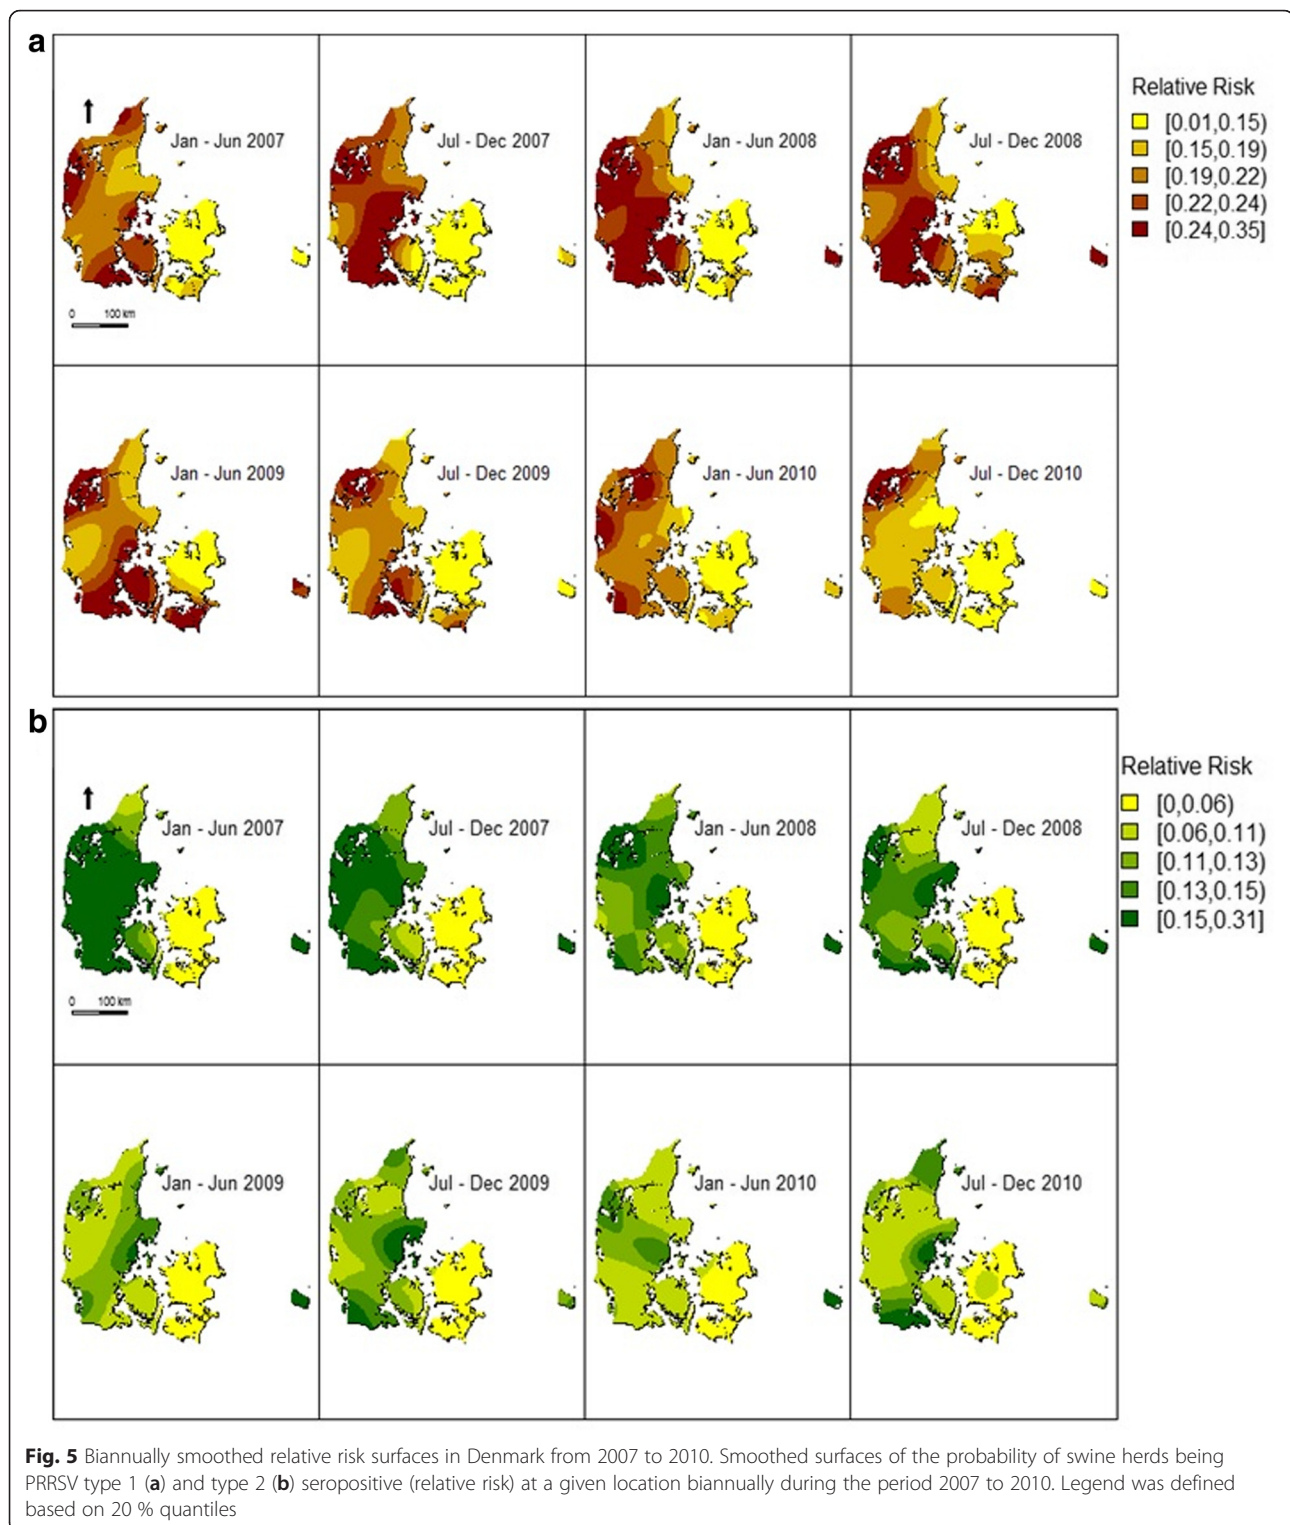 a
Relative Risk
[0.01,0.15)
[0.15,0.19)
[0.19,0.22)
[0.22,0.24)
[0.24,0.35]
Jan - Jun 2007
Jul - Dec 2007
Jan - Jun 2008
Jul - Dec 2008
0 100 km
Jan - Jun 2009
Jul - Dec 2009
Jan - Jun 2010
Jul - Dec 2010
b
Relative Risk
[0,0.06)
[0.06,0.11)
[0.11,0.13)
[0.13,0.15)
[0.15,0.31]
Jan - Jun 2007
Jul - Dec 2007
Jan - Jun 2008
Jul - Dec 2008
0 100 km
Jan - Jun 2009
Jul - Dec 2009
Jan - Jun 2010
Jul - Dec 2010
Fig. 5 Biannually smoothed relative risk surfaces in Denmark from 2007 to 2010. Smoothed surfaces of the probability of swine herds being
PRRSV type 1 (a) and type 2 (b) seropositive (relative risk) at a given location biannually during the period 2007 to 2010. Legend was defined
based on 20 % quantiles